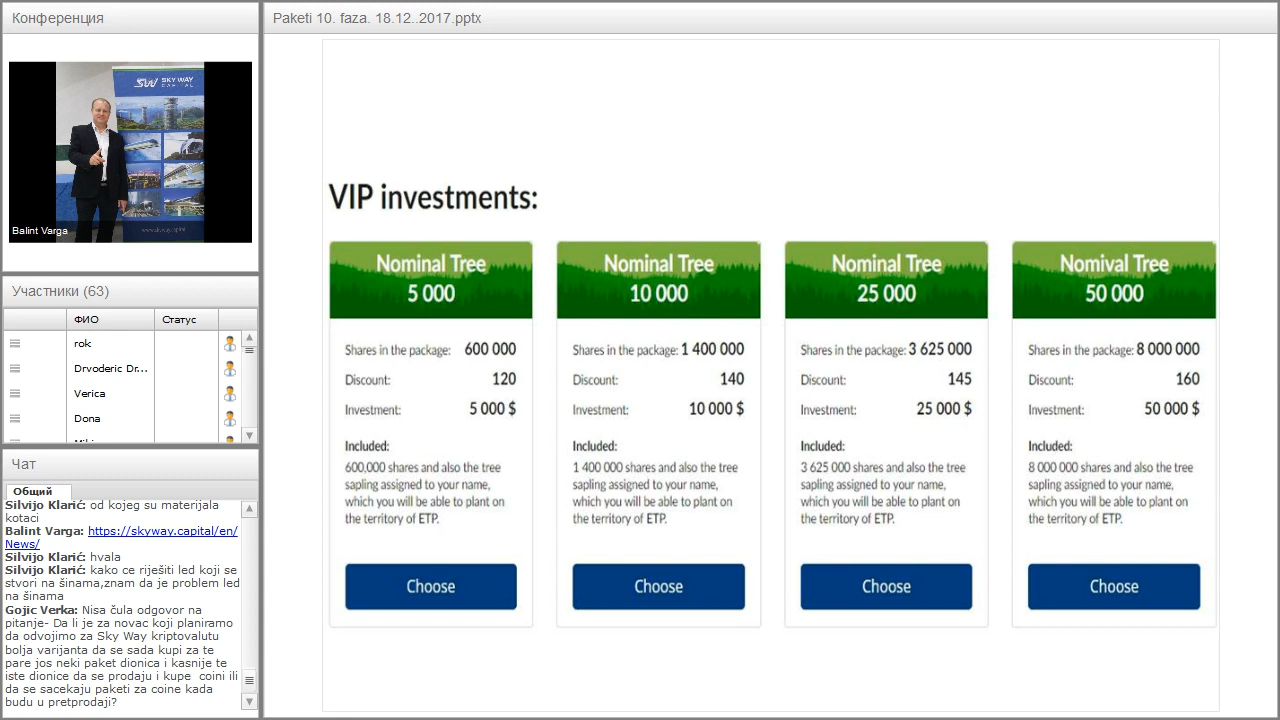 Конференция
SW SKY WAY
CAPITAL
www.skyway.capital
Balint Varga
Участники (63)
ФИО Статус
rok
Drvoderic Dr...
Verica
Dona
Чат
Общий
Silvijo Klarić: od kojeg su materijala
kotaci
Balint Varga: https://skyway.capital/en/
News/
Silvijo Klarić: hvala
Silvijo Klarić: kako ce riješiti led koji se
stvori na šinama,znam da je problem led
na šinama
Gojic Verka: Nisa čula odgovor na
pitanje- Da li je za novac koji planiramo
da odvojimo za Sky Way kriptovalutu
bolja varijanta da se sada kupi za te
pare jos neki paket dionica i kasnije te
iste dionice da se prodaju i kupe coini ili
da se sacekaju paketi za coine kada
budu u pretprodaji?
Paketi 10. faza. 18.12..2017.pptx
VIP investments:
Nominal Tree
5 000
Shares in the package: 600 000
Discount: 120
Investment: 5 000 $
Included:
600,000 shares and also the tree
sapling assigned to your name,
which you will be able to plant on
the territory of ETP.
Choose
Nominal Tree
10 000
Shares in the package: 1 400 000
Discount: 140
Investment: 10 000 $
Included:
1 400 000 shares and also the tree
sapling assigned to your name,
which you will be able to plant on
the territory of ETP.
Choose
Nominal Tree
25 000
Shares in the package: 3 625 000
Discount: 145
Investment: 25 000 $
Included:
3 625 000 shares and also the tree
sapling assigned to your name,
which you will be able to plant on
the territory of ETP.
Choose
Nomival Tree
50 000
Shares in the package: 8 000 000
Discount: 160
Investment: 50 000 $
Included:
8 000 000 shares and also the tree
sapling assigned to your name,
which you will be able to plant on
the territory of ETP.
Choose